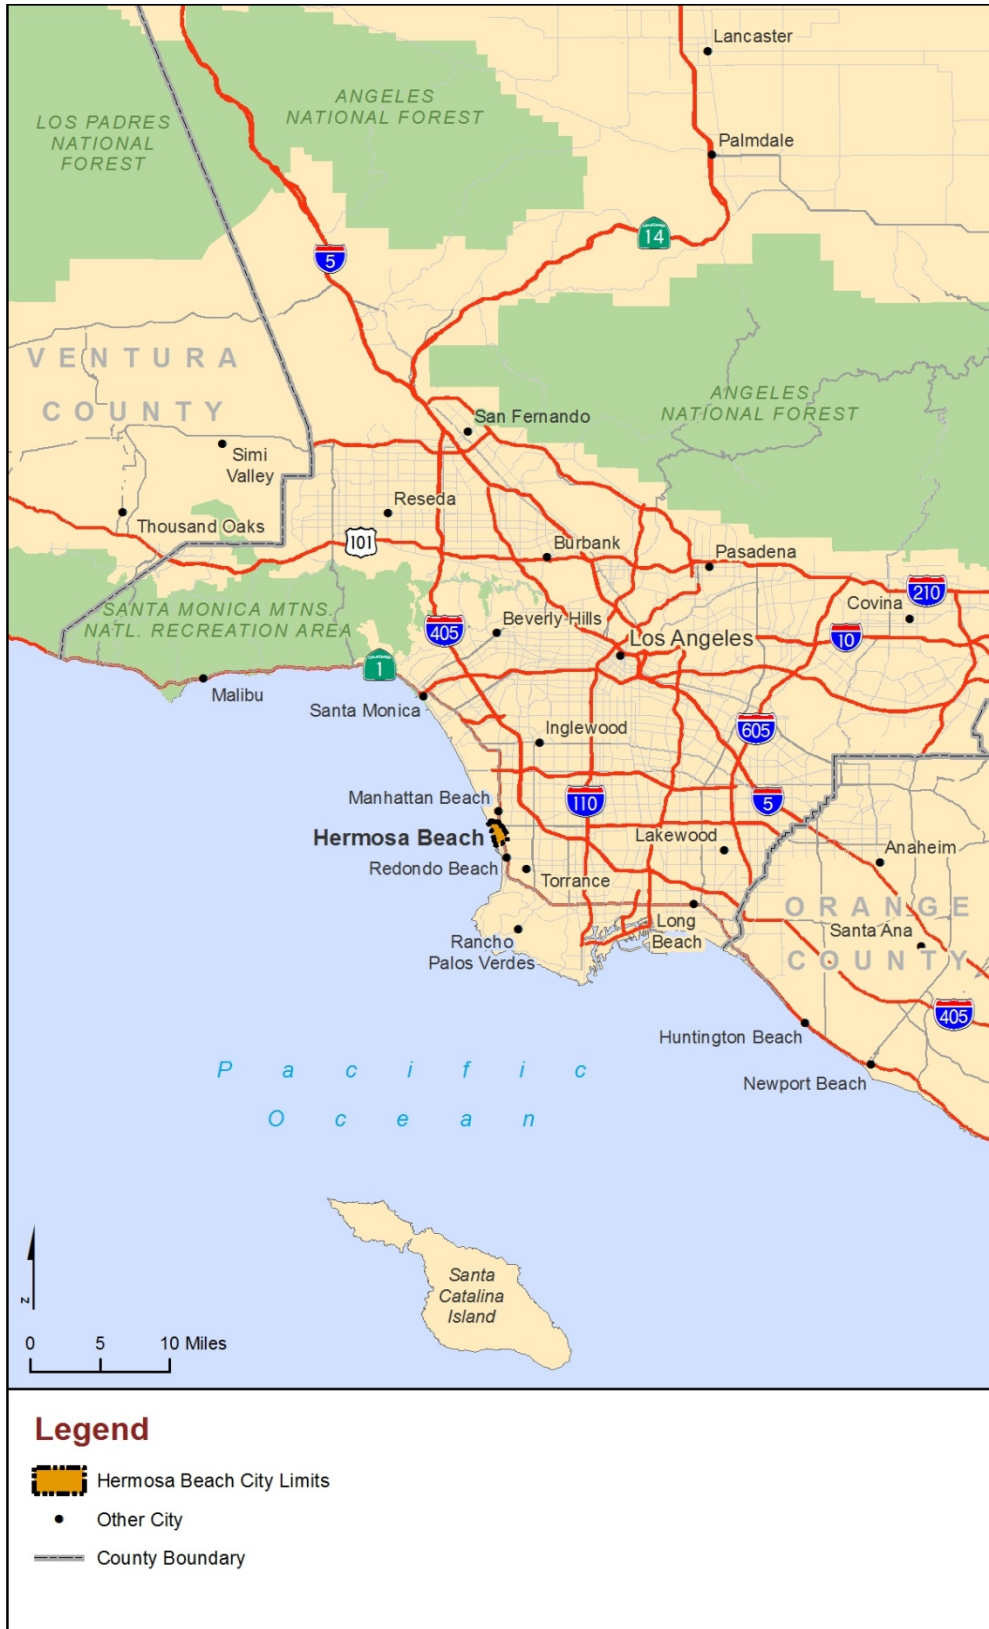 Lancaster
ANGELES
NATIONAL FOREST
LOS PADRES
NATIONAL
FOREST
Palmdale
14
5
VENTURA
COUNTY
ANGELES
NATIONAL FOREST
San Fernando
Simi
Valley
Reseda
Thousand Oaks
101
Burbank
Pasadena
210
Covina
SANTA MONICA MTNS.
NATL. RECREATION AREA
405
Beverly Hills
Los Angeles
10
CALIFORNIA
1
Malibu
Santa Monica
Inglewood
605
Manhattan Beach
110
5
Hermosa Beach
Lakewood
Anaheim
Redondo Beach
Torrance
ORANGE
COUNTY
Long
Beach
Santa Ana
Rancho
Palos Verdes
405
Huntington Beach
Newport Beach
Pacific
Ocean
Santa
Catalina
Island
N
0 5 10 Miles
Legend
Hermosa Beach City Limits
Other City
County Boundary